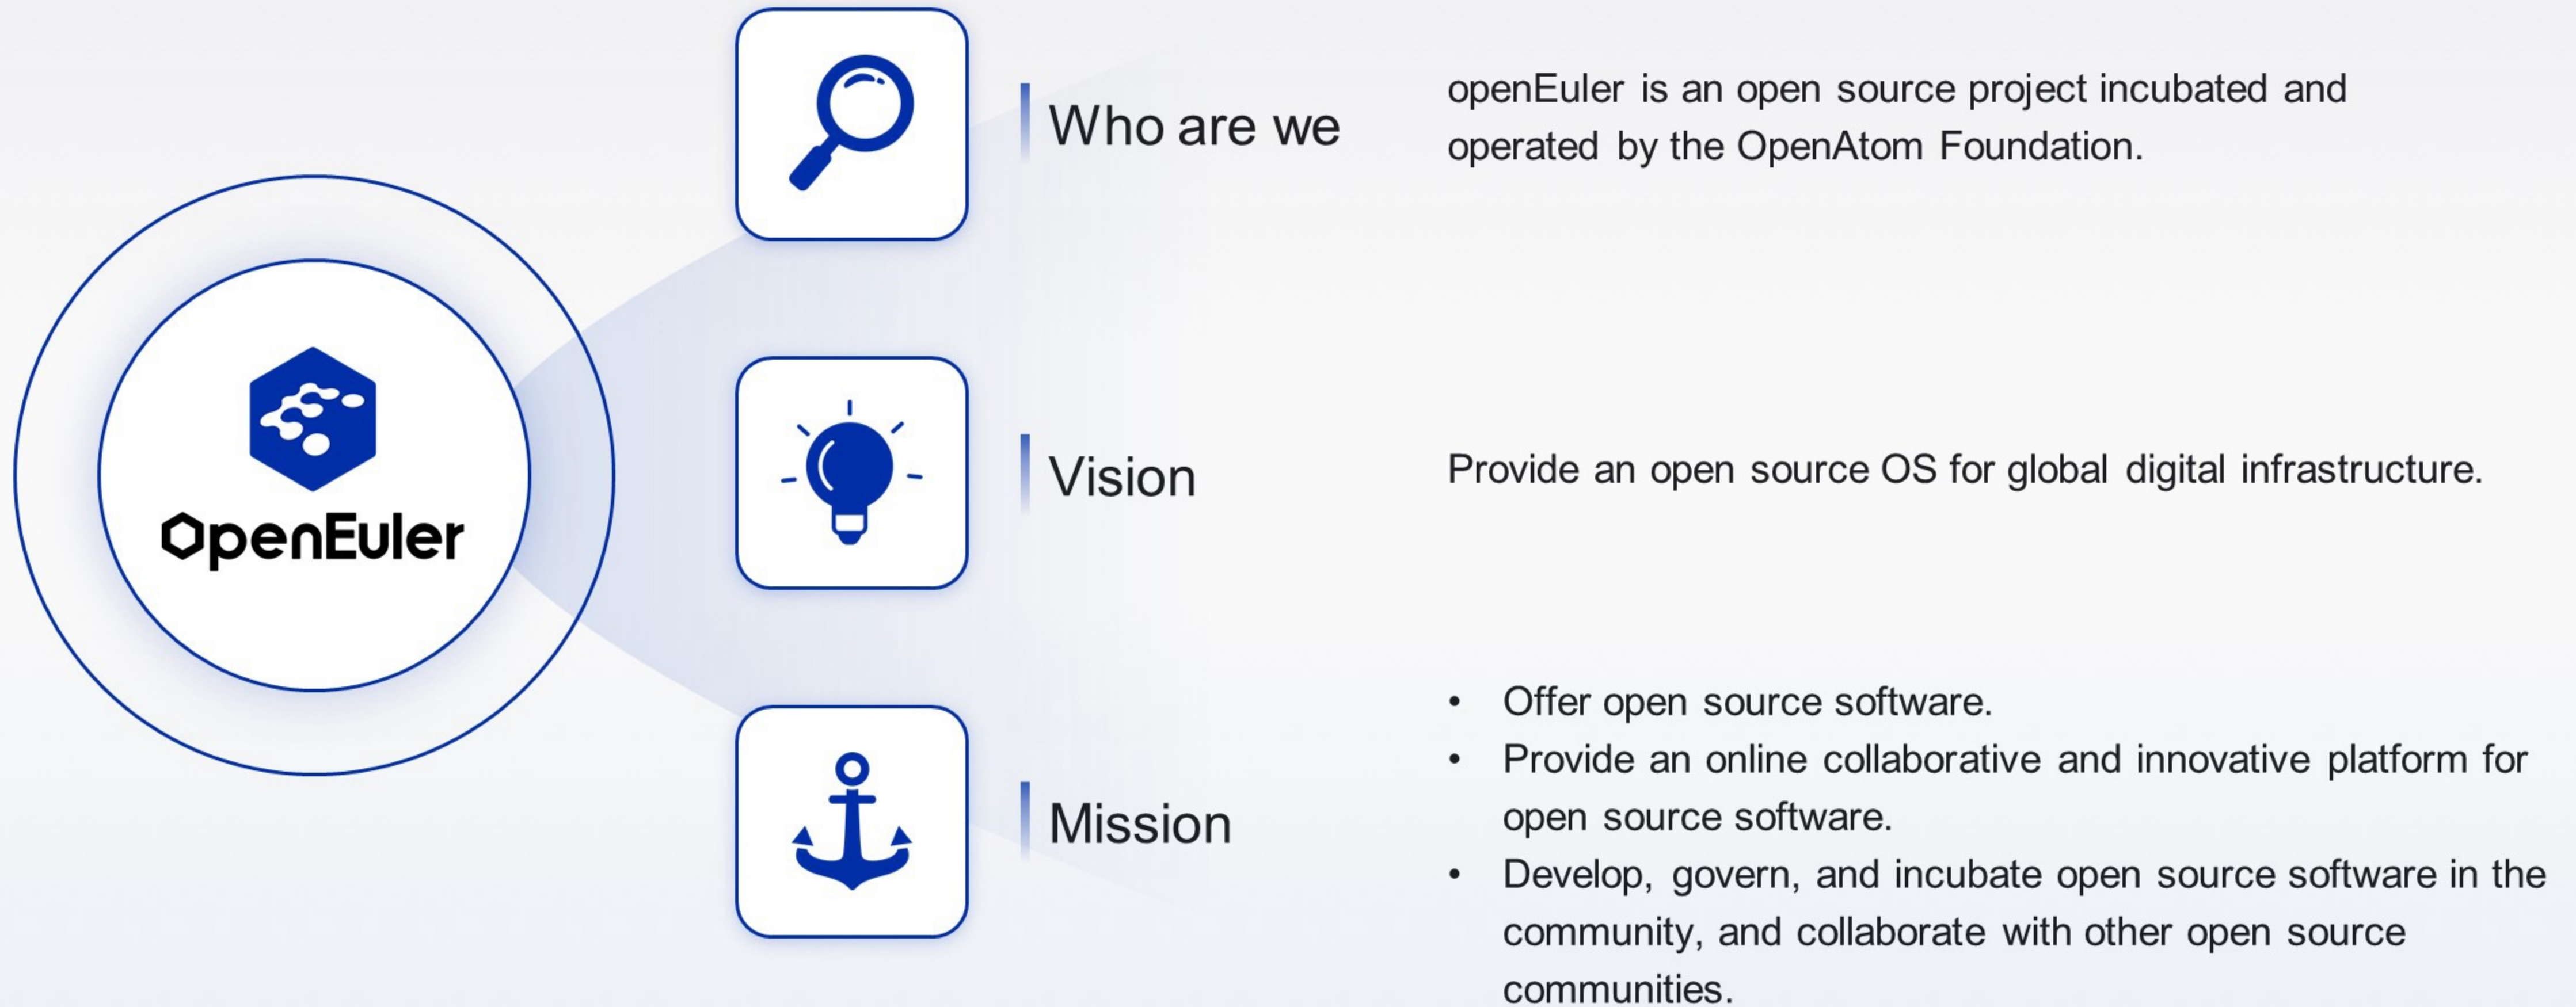 OpenEuler
Who are we
openEuler is an open source project incubated and
operated by the OpenAtom Foundation.
Vision
Provide an open source OS for global digital infrastructure.
Mission
• Offer open source software.
• Provide an online collaborative and innovative platform for
open source software.
• Develop, govern, and incubate open source software in the
community, and collaborate with other open source
communities.